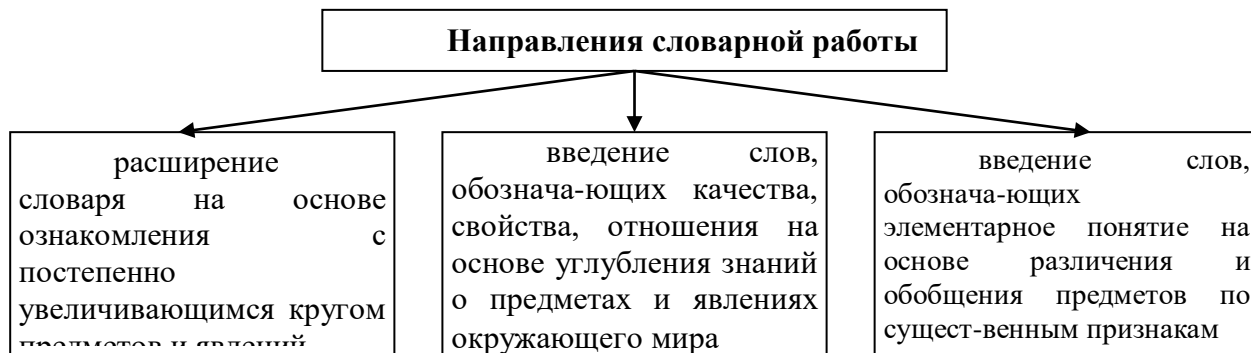 Направления словарной работы
расширение
словаря на основе
ознакомления с
постепенно
увеличивающимся кругом
предметов и явлений
введение слов,
обознача-ющих качества,
свойства, отношения на
основе углубления знаний
о предметах и явлениях
окружающего мира
введение слов,
обознача-ющих
элементарное понятие на
основе различения и
обобщения предметов по
сущест-венным признакам